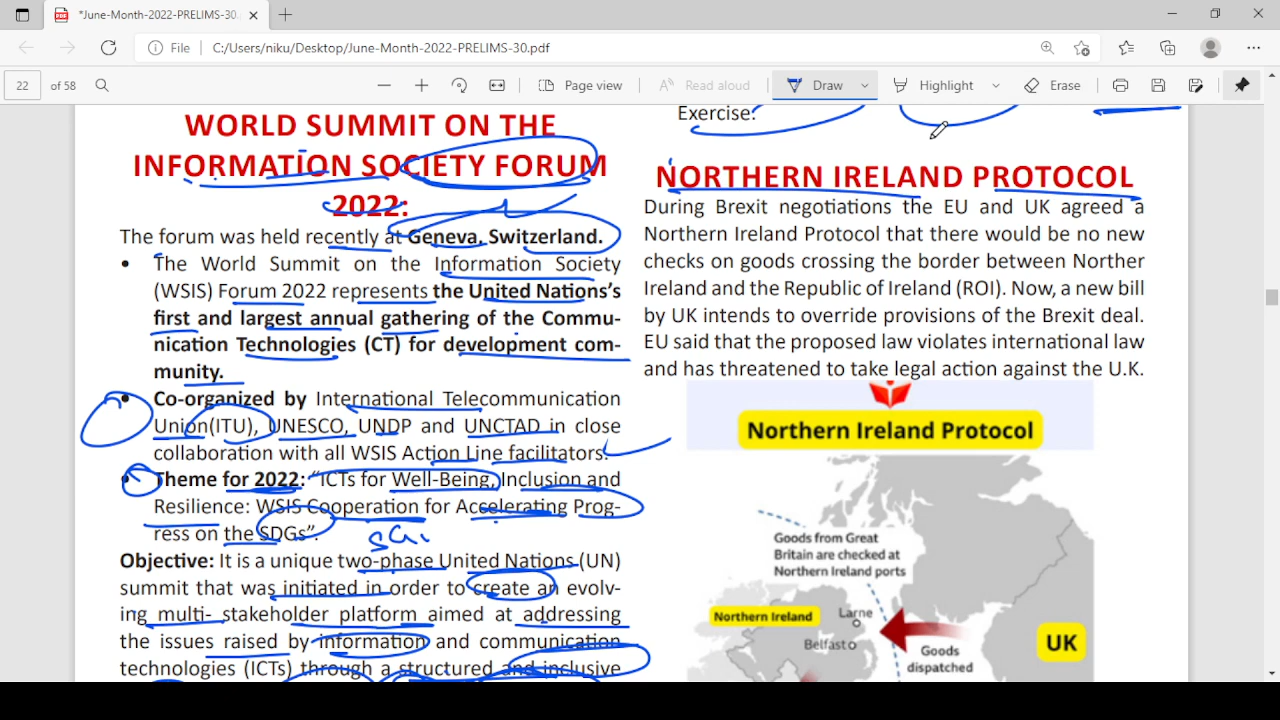 *June-Month-2022-PRELIMS-30.
File C:/Users/niku/Desktop/June-Month-2022-PRELIMS-30.pdf
22 of 58 Page view Read aloud Draw Highlight Erase
WORLD SUMMIT ON THE
INFORMATION SOCIETY FORUM
2022:
The forum was held recently at Geneva, Switzerland.
• The World Summit on the Information Society
(WSIS) Forum 2022 represents the United Nations's
first and largest annual gathering of the Commu-
nication Technologies (CT) for development com-
munity.
• Co-organized by International Telecommunication
Union(ITU), UNESCO, UNDP and UNCTAD in close
collaboration with all WSIS Action Line facilitators.
• Theme for 2022: “ICTs for Well-Being, Inclusion and
Resilience: WSIS Cooperation for Accelerating Prog-
ress on the SDGs”.
Objective: It is a unique two-phase United Nations (UN)
summit that was initiated in order to create an evolv-
ing multi- stakeholder platform aimed at addressing
the issues raised by information and communication
technologies (ICTs) through a structured and inclusive
Exercise?
NORTHERN IRELAND PROTOCOL
During Brexit negotiations the EU and UK agreed a
Northern Ireland Protocol that there would be no new
checks on goods crossing the border between Norther
Ireland and the Republic of Ireland (ROI). Now, a new bill
by UK intends to override provisions of the Brexit deal.
EU said that the proposed law violates international law
and has threatened to take legal action against the U.K.
Northern Ireland Protocol
Goods from Great
Britain are checked at
Northern Ireland ports
Northern Ireland
Larne
Belfast
Goods
dispatched
UK